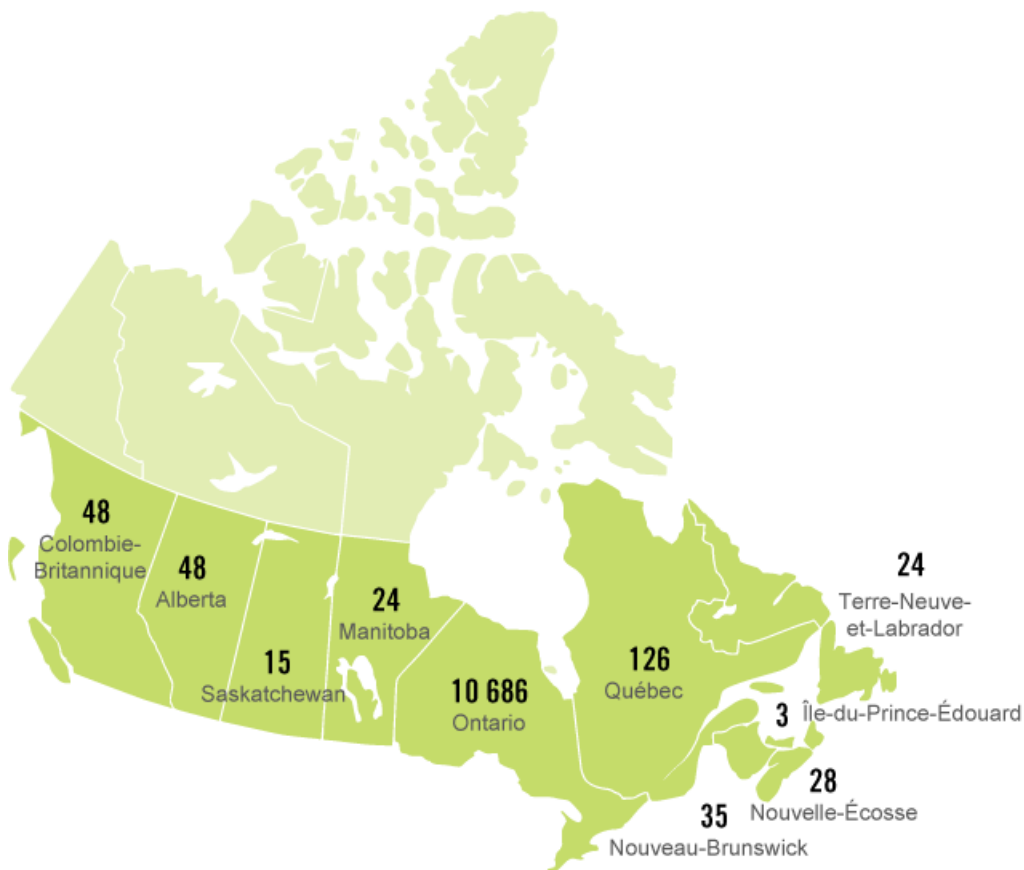 48
Colombie-
Britannique
48
Alberta
15
Saskatchewan
24
Manitoba
10 686
Ontario
126
Québec
24
Terre-Neuve-
et-Labrador
3
Île-du-Prince-Édouard
28
Nouvelle-Écosse
35
Nouveau-Brunswick